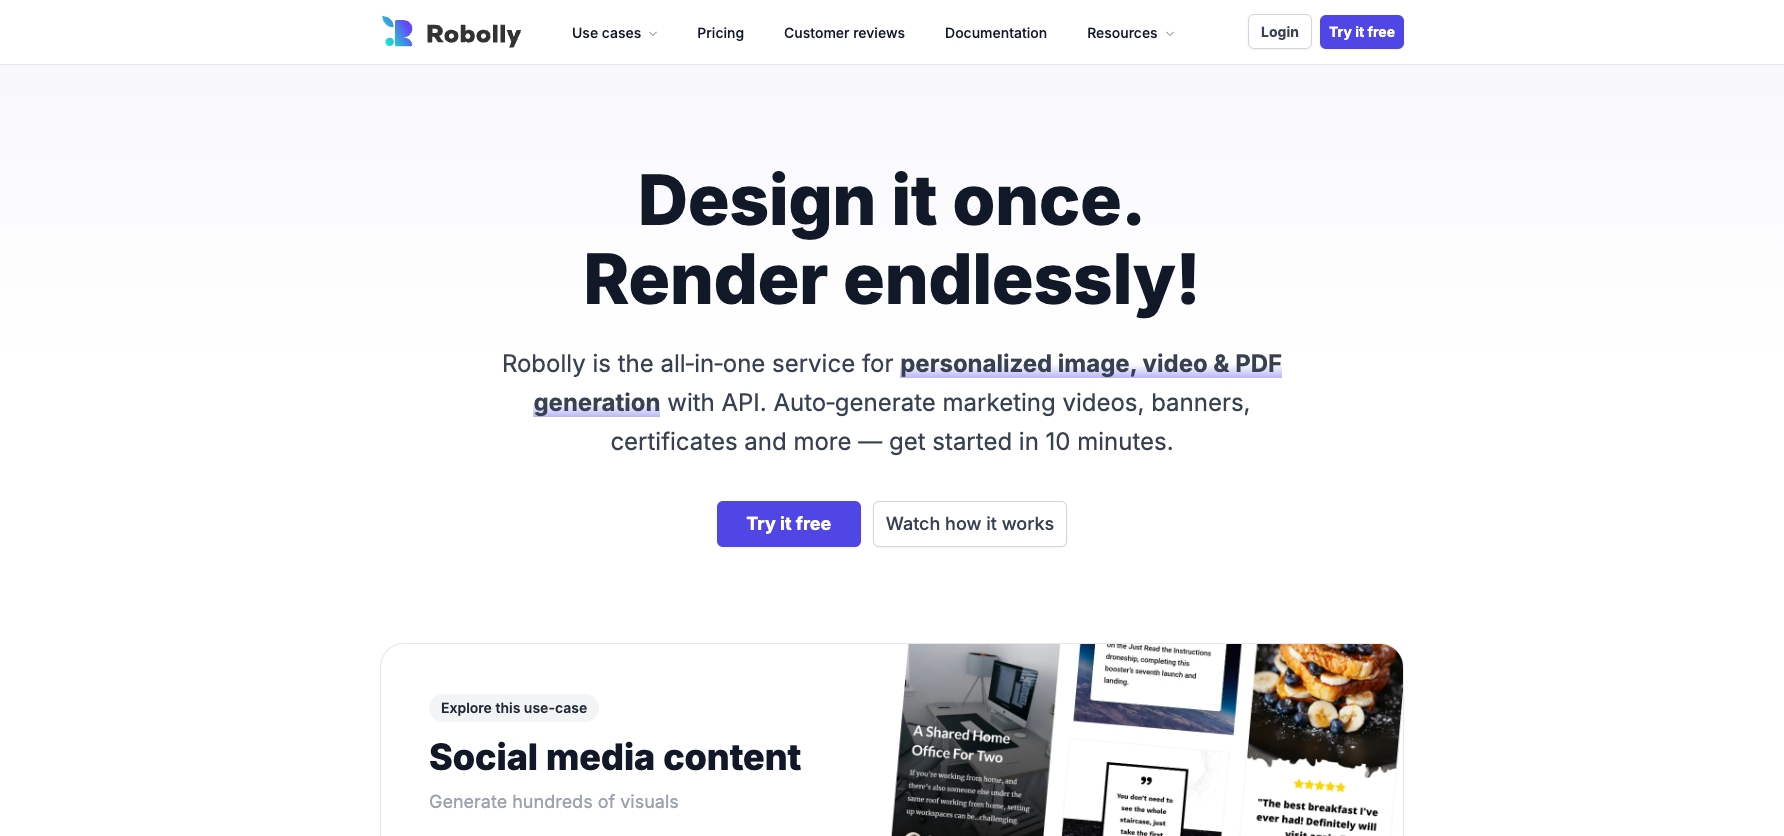 Robolly
Use cases
Pricing
Customer reviews
Documentation
Resources
Login
Try it free
Design it once.
Render endlessly!
Robolly is the all-in-one service for personalized image, video & PDF
generation with API. Auto-generate marketing videos, banners,
certificates and more — get started in 10 minutes.
Try it free
Watch how it works
Explore this use-case
Social media content
Generate hundreds of visuals
A Shared Home
Office For Two
If you're working from home, and
there's also someone else under the
same roof working from home, setting
up workspaces can be...challenging.
on the Just Read the Instructions
droneship, completing this
booster's seventh launch and
landing.
”
You don't need to
see the whole
staircase, just
take the first
"The best breakfast I've
ever had! Definitely will
visit again